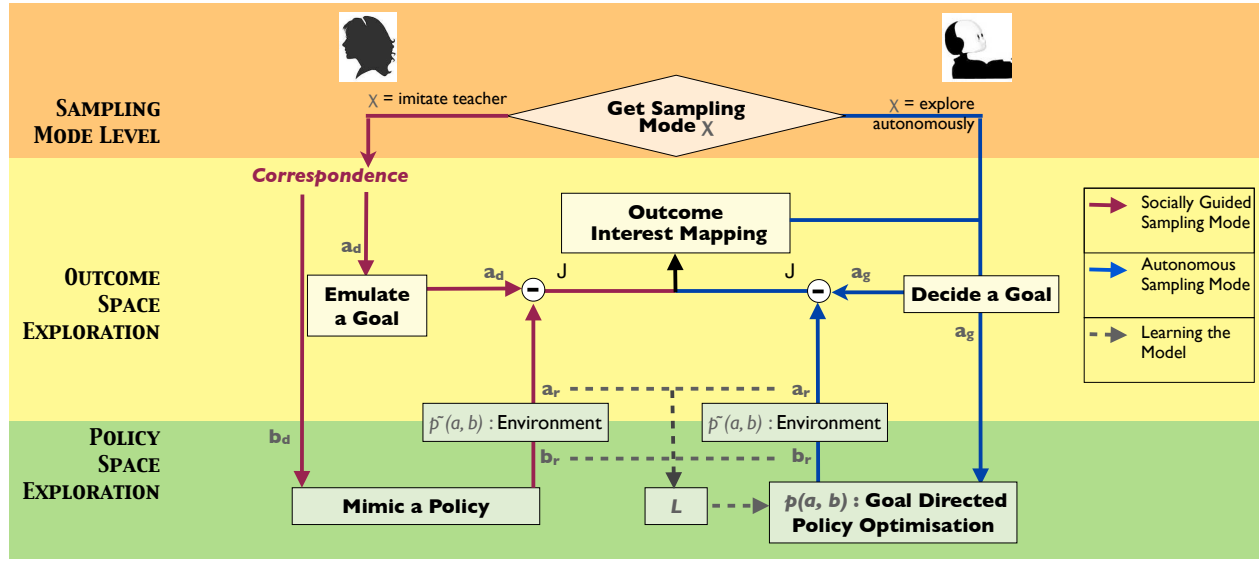 χ = imitate teacher
Get Sampling
Mode χ
χ = explore
autonomously
SAMPLING
MODE LEVEL
Correspondence
Outcome
Interest Mapping
Socially Guided
Sampling Mode
Autonomous
Sampling Mode
Learning the
Model
OUTCOME
SPACE
EXPLORATION
a_d
Emulate
a Goal
a_d
-
J
J
-
a_g
Decide a Goal
a_g
a_r
a_r
p̃(a, b) : Environment
p̃(a, b) : Environment
POLICY
SPACE
EXPLORATION
b_d
b_r
b_r
Mimic a Policy
L
p(a, b) : Goal Directed
Policy Optimisation